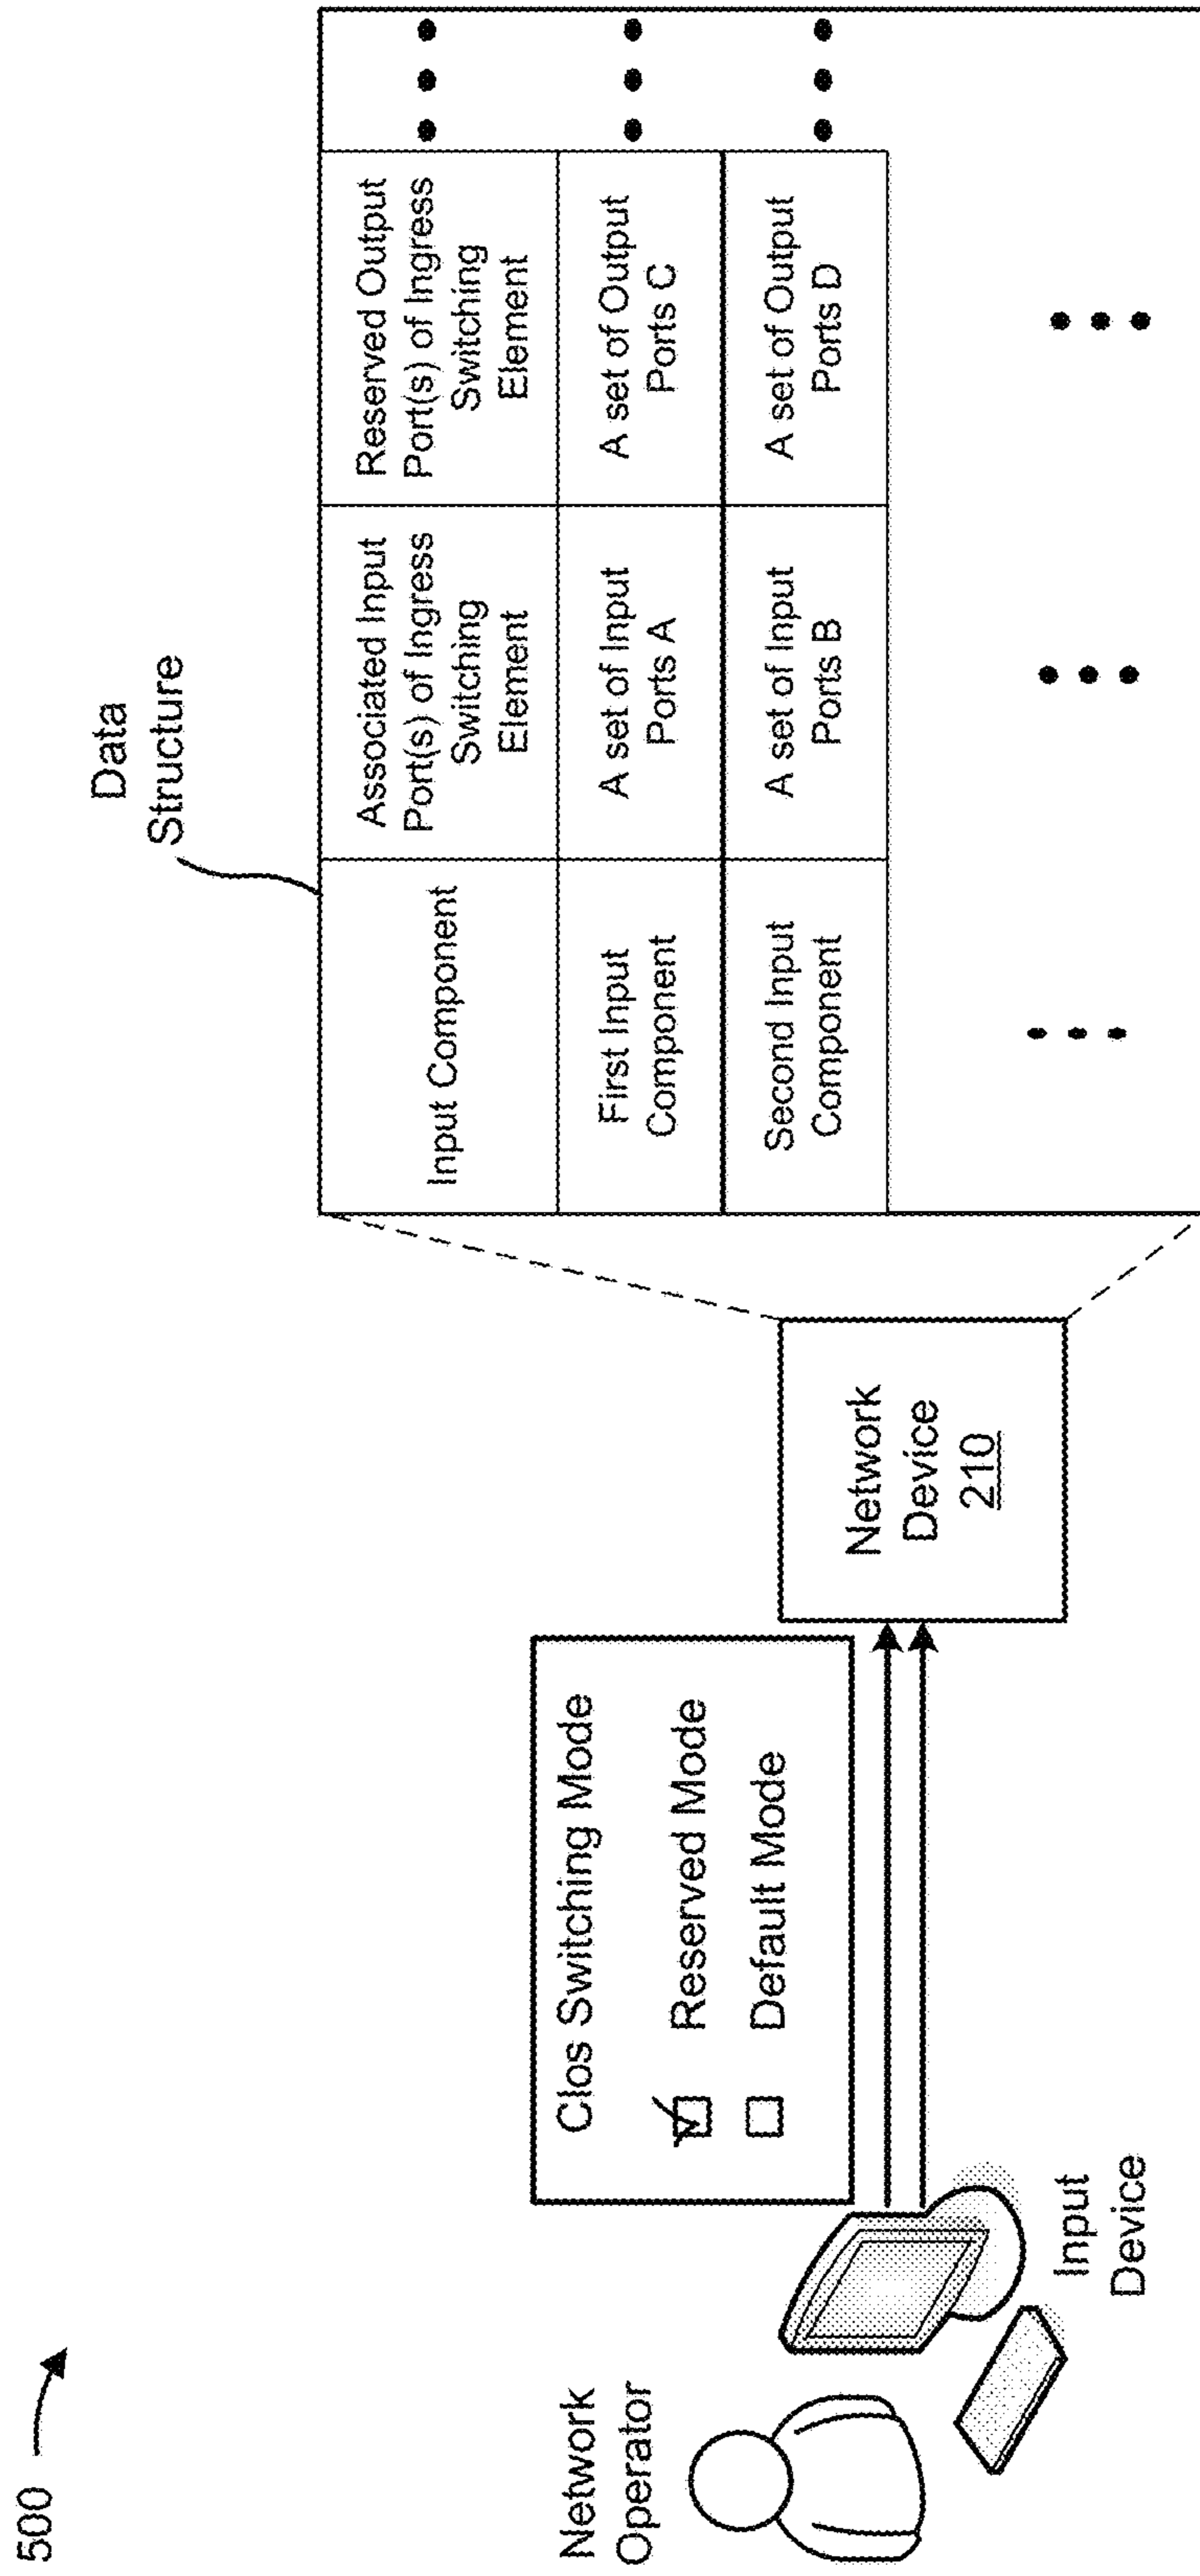 500
Network
Operator
Input
Device
Clos Switching Mode
Reserved Mode
Default Mode
Network
Device
210
Data
Structure
Input Component
Associated Input
Port(s) of Ingress
Switching
Element
Reserved Output
Port(s) of Ingress
Switching
Element
First Input
Component
A set of Input
Ports A
A set of Output
Ports C
Second Input
Component
A set of Input
Ports B
A set of Output
Ports D